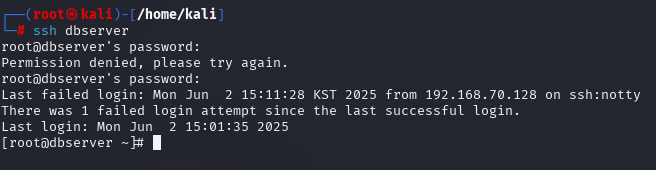 ┌──(root㉿kali)-[/home/kali]
└─# ssh dbserver
root@dbserver's password:
Permission denied, please try again.
root@dbserver's password:
Last failed login: Mon Jun  2 15:11:28 KST 2025 from 192.168.70.128 on ssh:notty
There was 1 failed login attempt since the last successful login.
Last login: Mon Jun  2 15:01:35 2025
[root@dbserver ~]#